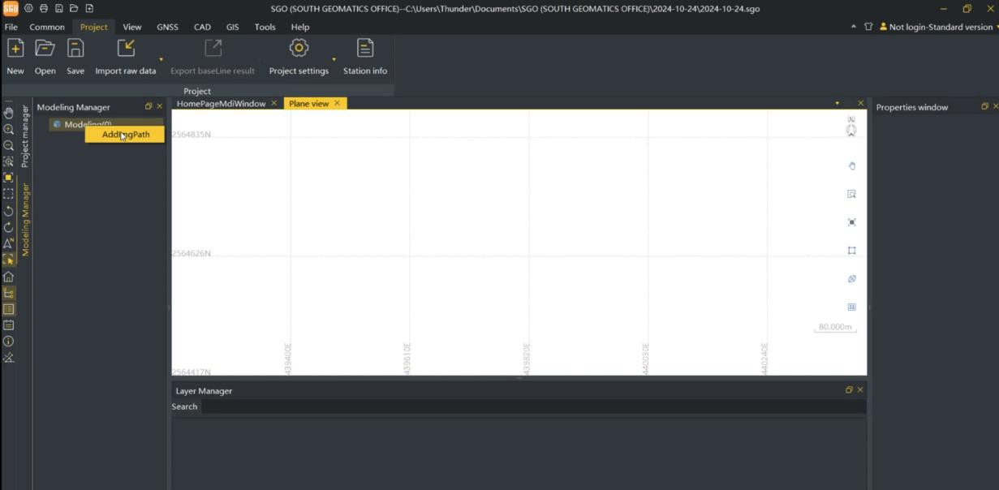 SGO
SGO (SOUTH GEOMATICS OFFICE)--C:\Users\Thunder\Documents\SGO (SOUTH GEOMATICS OFFICE)\2024-10-24\2024-10-24.sgo
File Common Project View GNSS CAD GIS Tools Help
Not login-Standard version
New Open Save Import raw data Export baseLine result Project settings Station info
Project
Project manager
Modeling Manager
Modeling Manager
Modeling(0)
AddingPath
HomePageMdiWindow
Plane view
N
2564835N
2564626N
2564417N
439400E
439610E
439820E
440030E
440240E
80.000m
Layer Manager
Search
Properties window